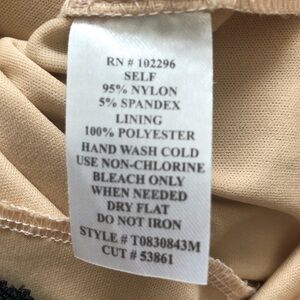 RN # 102296
SELF
95% NYLON
5% SPANDEX
LINING
100% POLYESTER
HAND WASH COLD
USE NON-CHLORINE
BLEACH ONLY
WHEN NEEDED
DRY FLAT
DO NOT IRON
STYLE # T0830843M
CUT # 53861